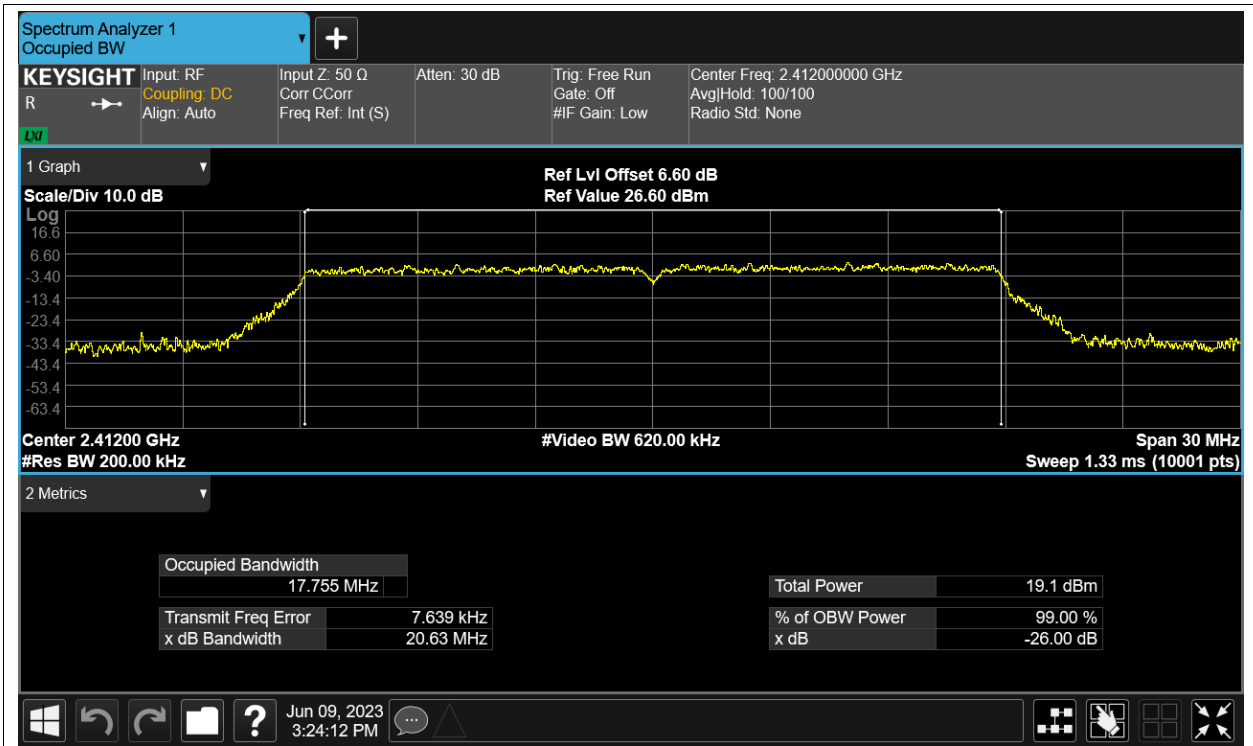 Spectrum Analyzer 1
Occupied BW
KEYSIGHT
R
LXI
Input: RF
Coupling: DC
Align: Auto
Input Z: 50 Ω
Corr CCorr
Freq Ref: Int (S)
Atten: 30 dB
Trig: Free Run
Gate: Off
#IF Gain: Low
Center Freq: 2.412000000 GHz
Avg|Hold: 100/100
Radio Std: None
1 Graph
Scale/Div 10.0 dB
Ref Lvl Offset 6.60 dB
Ref Value 26.60 dBm
Log
16.6
6.60
-3.40
-13.4
-23.4
-33.4
-43.4
-53.4
-63.4
Center 2.41200 GHz
#Res BW 200.00 kHz
#Video BW 620.00 kHz
Span 30 MHz
Sweep 1.33 ms (10001 pts)
2 Metrics
Occupied Bandwidth
17.755 MHz
Transmit Freq Error 7.639 kHz
x dB Bandwidth 20.63 MHz
Total Power 19.1 dBm
% of OBW Power 99.00 %
x dB -26.00 dB
?
Jun 09, 2023
3:24:12 PM